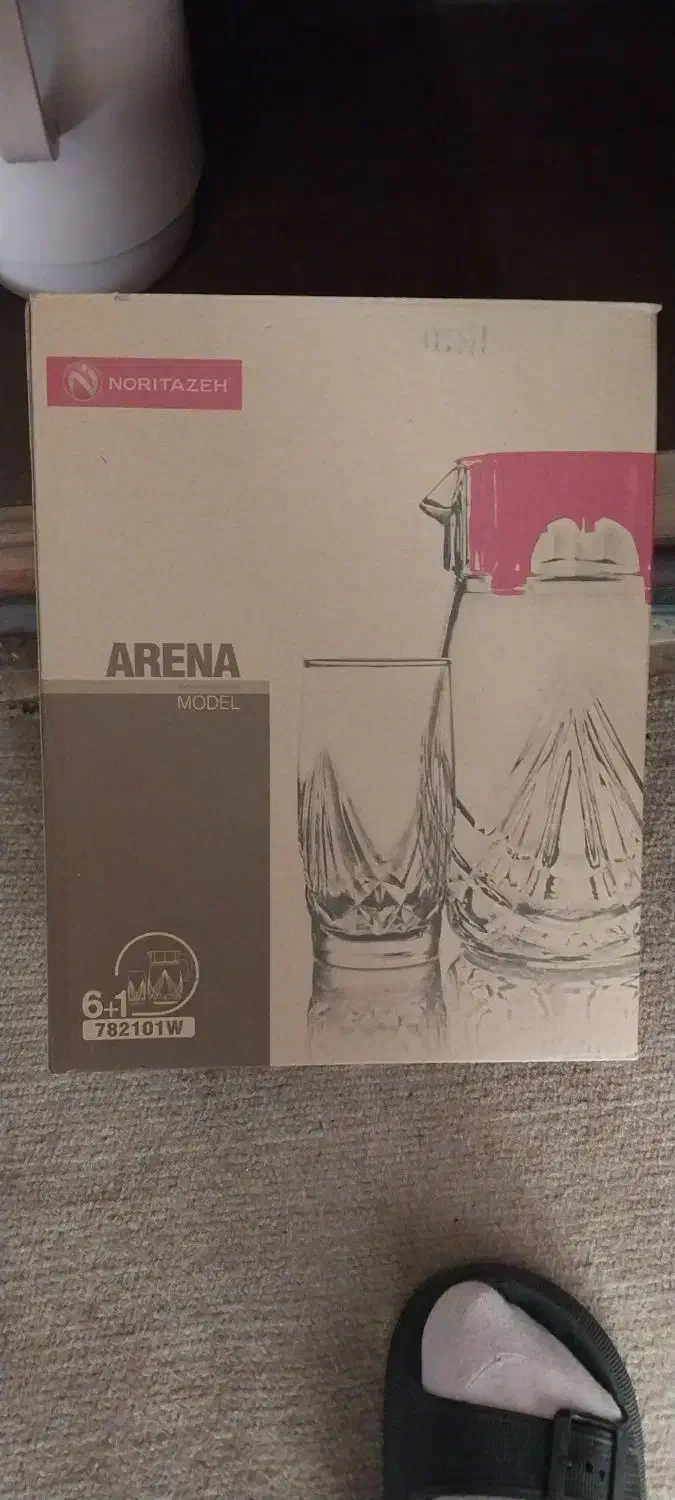 NORITAZEH
ARENA
MODEL
6+1
782101W